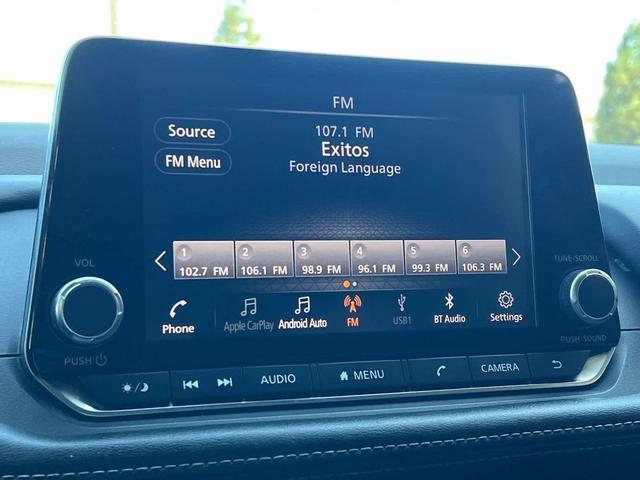 FM
Source
107.1 FM
Exitos
FM Menu
Foreign Language
1 2 3 4 5 6
102.7 FM 106.1 FM 98.9 FM 96.1 FM 99.3 FM 106.3 FM
VOL
TUNE·SCROLL
Phone Apple CarPlay Android Auto FM USB1 BT Audio Settings
PUSH
PUSH SOUND
AUDIO MENU CAMERA